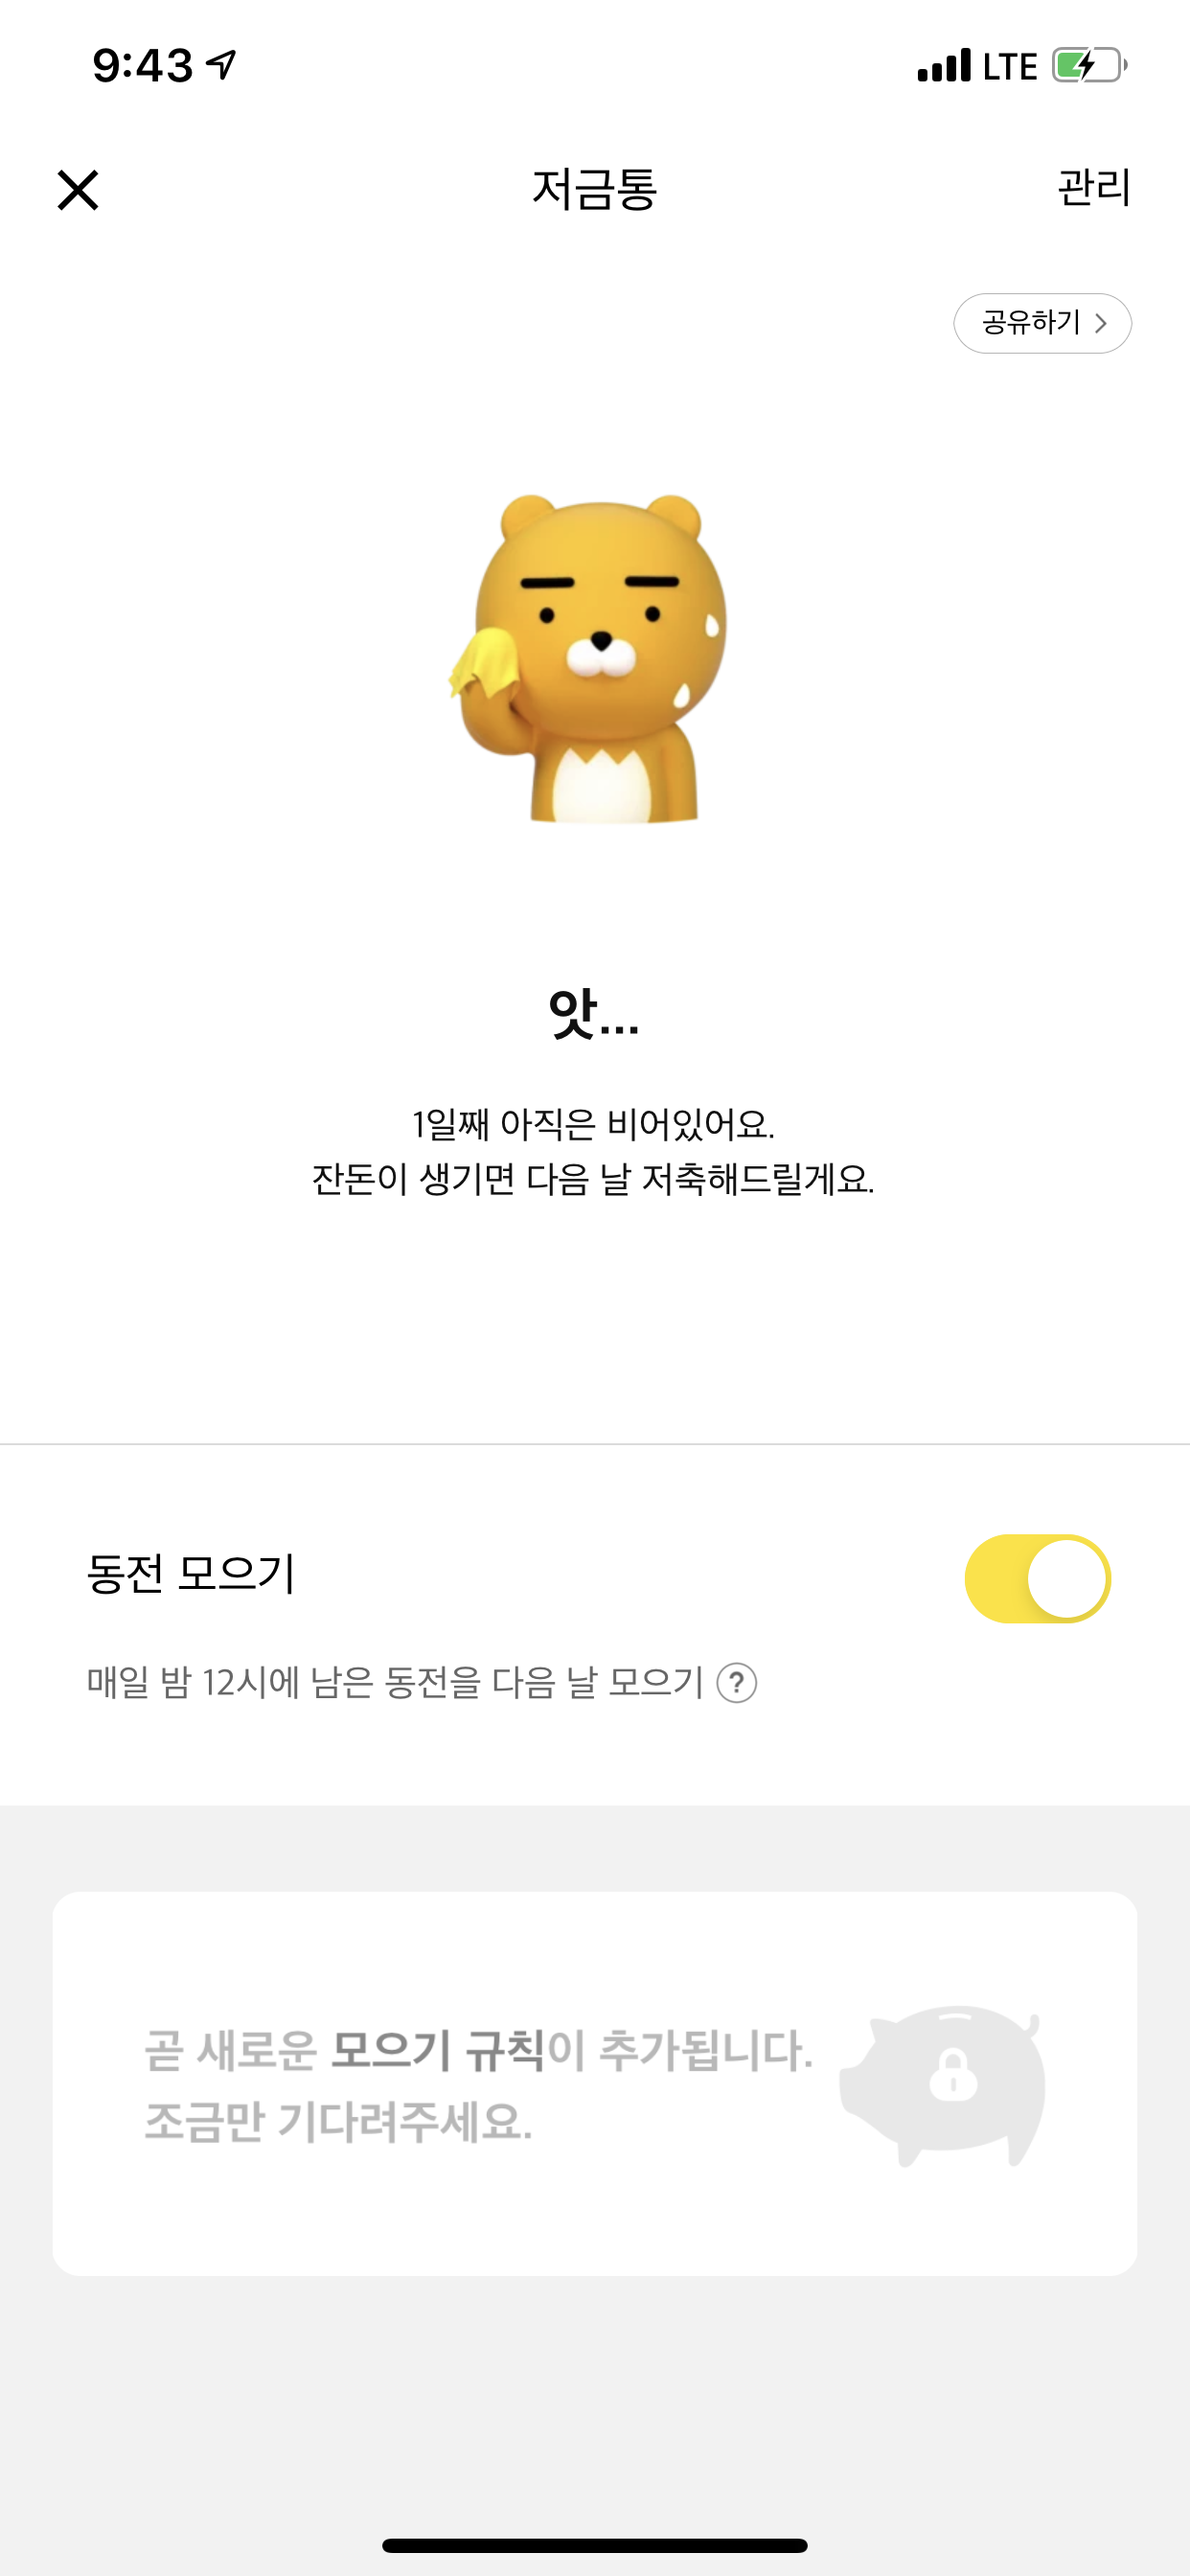 9:43
LTE
저금통
관리
공유하기
앗...
1일째 아직은 비어있어요.
잔돈이 생기면 다음 날 저축해드릴게요.
동전 모으기
매일 밤 12시에 남은 동전을 다음 날 모으기 ?
곧 새로운 모으기 규칙이 추가됩니다.
조금만 기다려주세요.